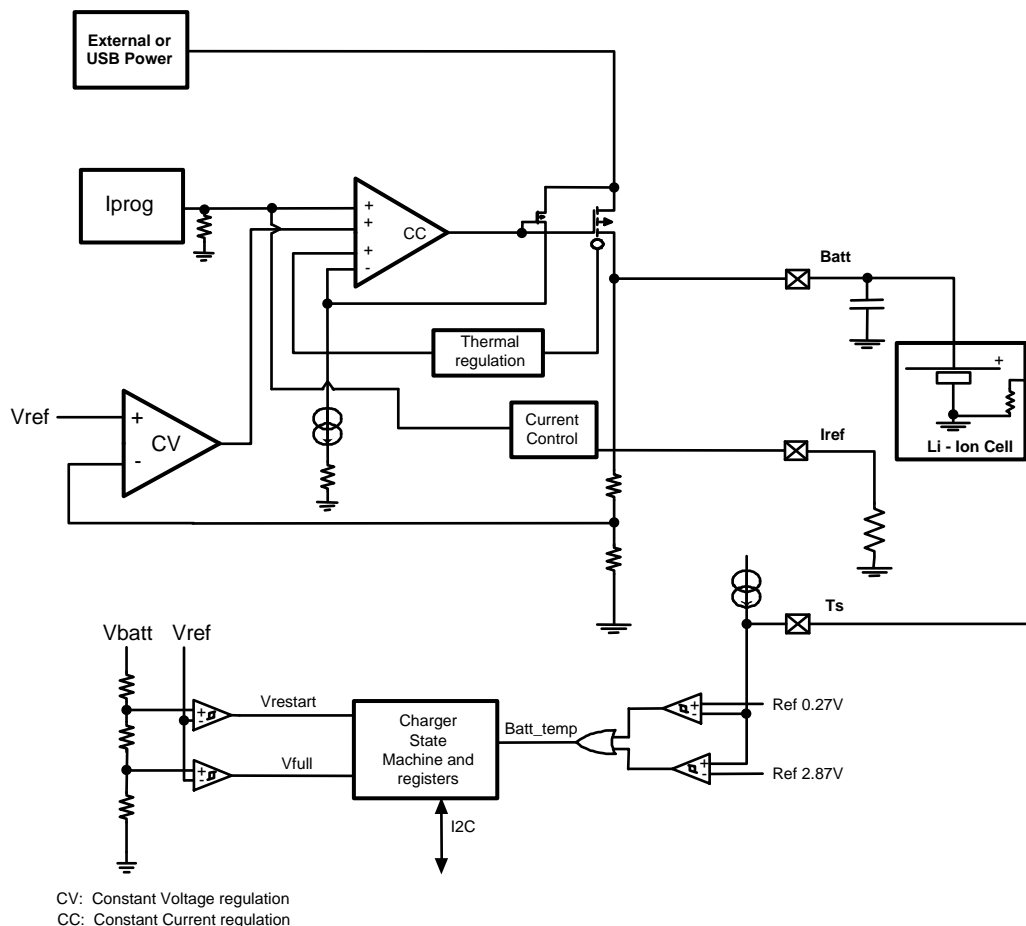 External or
USB Power
Iprog
+
+
+
-
CC
Batt
Thermal
regulation
+
Li - Ion Cell
Vref
+
-
CV
Current
Control
Iref
Ts
Vbatt
Vref
+
-
Vrestart
Charger
State
Machine and
registers
Batt_temp
+
-
Ref 0.27V
+
-
Vfull
+
-
Ref 2.87V
I2C
CV: Constant Voltage regulation
CC: Constant Current regulation